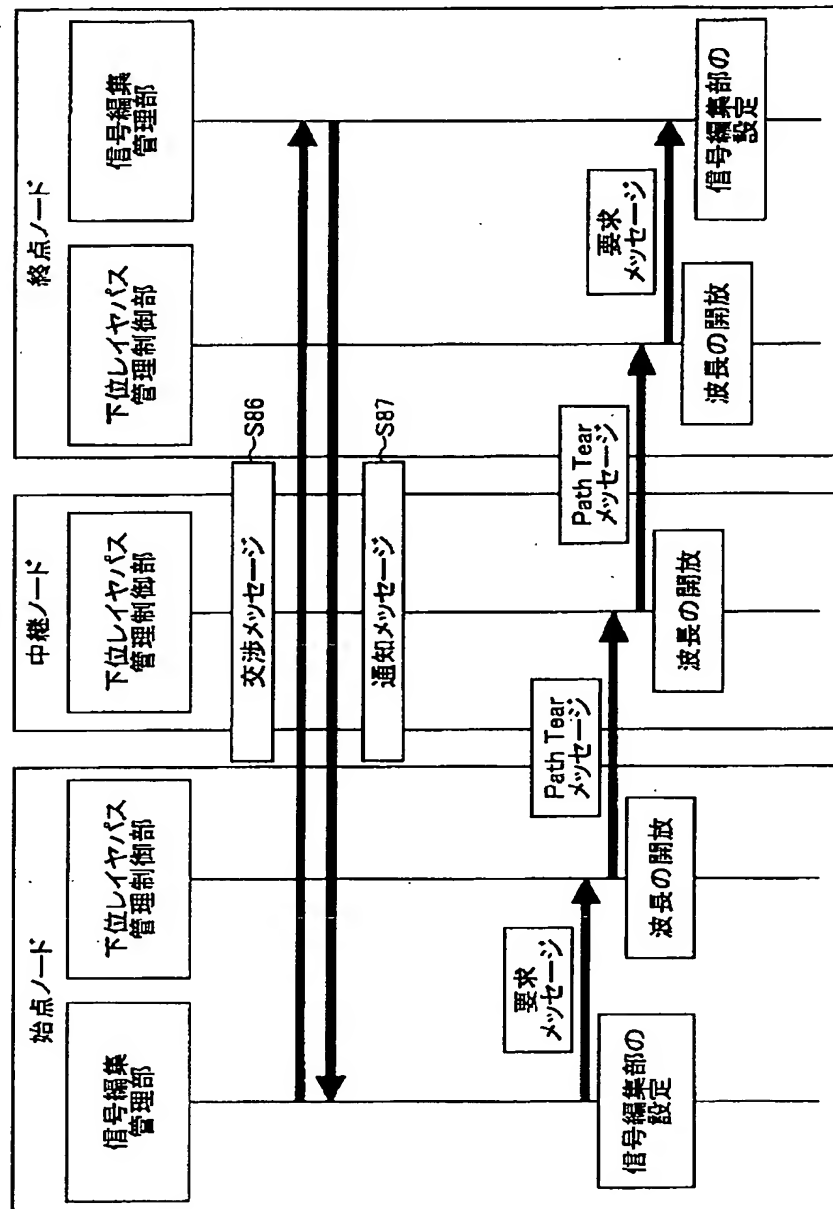 始点ノード
中継ノード
終点ノード
信号編集
管理部
下位レイヤパス
管理制御部
下位レイヤパス
管理制御部
下位レイヤパス
管理制御部
信号編集
管理部
交渉メッセージ
S86
通知メッセージ
S87
要求
メッセージ
Path Tear
メッセージ
Path Tear
メッセージ
要求
メッセージ
信号編集部の
設定
波長の開放
波長の開放
波長の開放
信号編集部の
設定